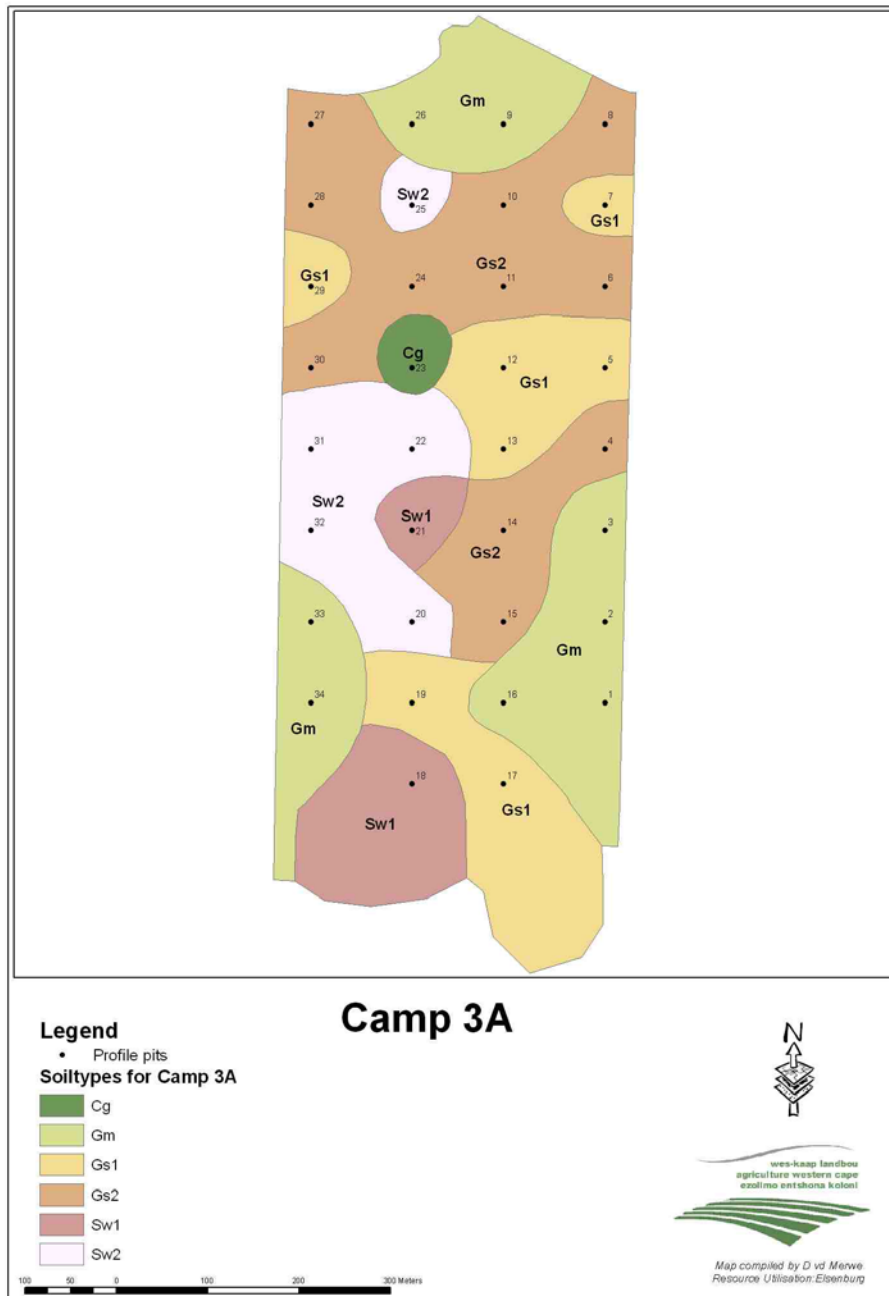 Gm
27
26
9
8
Sw2
28
25
10
7
Gs1
Gs1
Gs2
29
24
11
6
Cg
30
23
12
5
Gs1
31
22
13
4
Sw2
Sw1
32
21
14
3
Gs2
33
20
15
2
Gm
34
19
16
1
Gm
18
17
Sw1
Gs1
Camp 3A
Legend
Profile pits
Soiltypes for Camp 3A
Cg
Gm
Gs1
Gs2
Sw1
Sw2
N
wes-kaap landbou
agriculture western cape
ezolimo entshona koloni
Map compiled by D vd Merwe
Resource Utilisation:Elsenburg
100 50 0 100 200 300 Meters